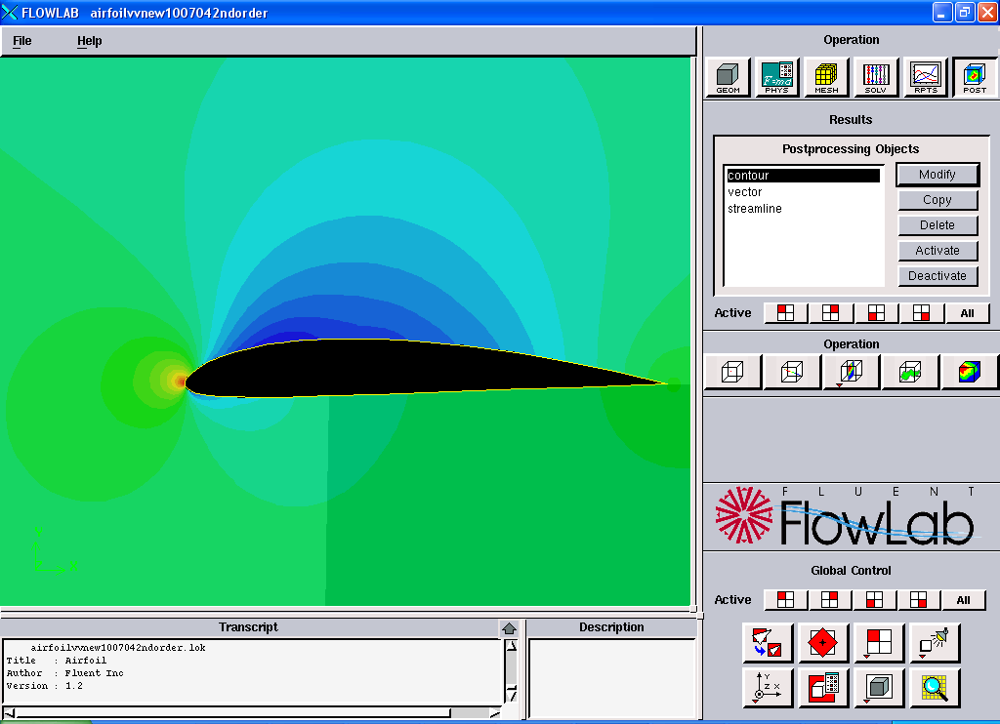 FLOWLAB airfoilvvnew1007042ndorder
File Help
Operation
GEOM PHYS MESH SOLV RPTS POST
F=ma
Results
Postprocessing Objects
contour
vector
streamline
Modify
Copy
Delete
Activate
Deactivate
Active All
Operation
FLUENT
FlowLab
Global Control
Active All
Y
X
Y
Z X
Transcript
airfoilvvnew1007042ndorder.lok
Title : Airfoil
Author : Fluent Inc
Version : 1.2
Description